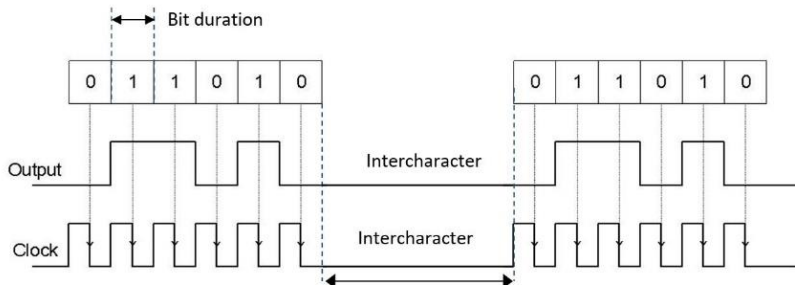 Bit duration
0 1 1 0 1 0 0 1 1 0 1 0
Intercharacter
Output
Intercharacter
Clock